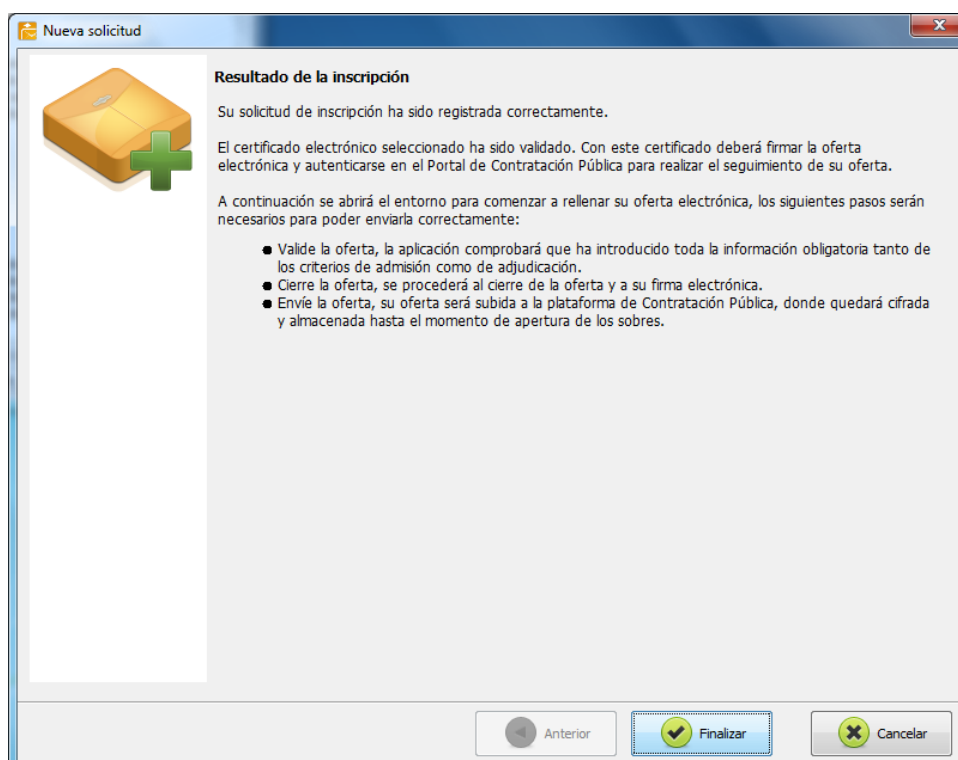 Nueva solicitud
Resultado de la inscripción
Su solicitud de inscripción ha sido registrada correctamente.
El certificado electrónico seleccionado ha sido validado. Con este certificado deberá firmar la oferta
electrónica y autenticarse en el Portal de Contratación Pública para realizar el seguimiento de su oferta.
A continuación se abrirá el entorno para comenzar a rellenar su oferta electrónica, los siguientes pasos serán
necesarios para poder enviarla correctamente:
● Valide la oferta, la aplicación comprobará que ha introducido toda la información obligatoria tanto de
los criterios de admisión como de adjudicación.
● Cierre la oferta, se procederá al cierre de la oferta y a su firma electrónica.
● Envíe la oferta, su oferta será subida a la plataforma de Contratación Pública, donde quedará cifrada
y almacenada hasta el momento de apertura de los sobres.
Anterior
Finalizar
Cancelar